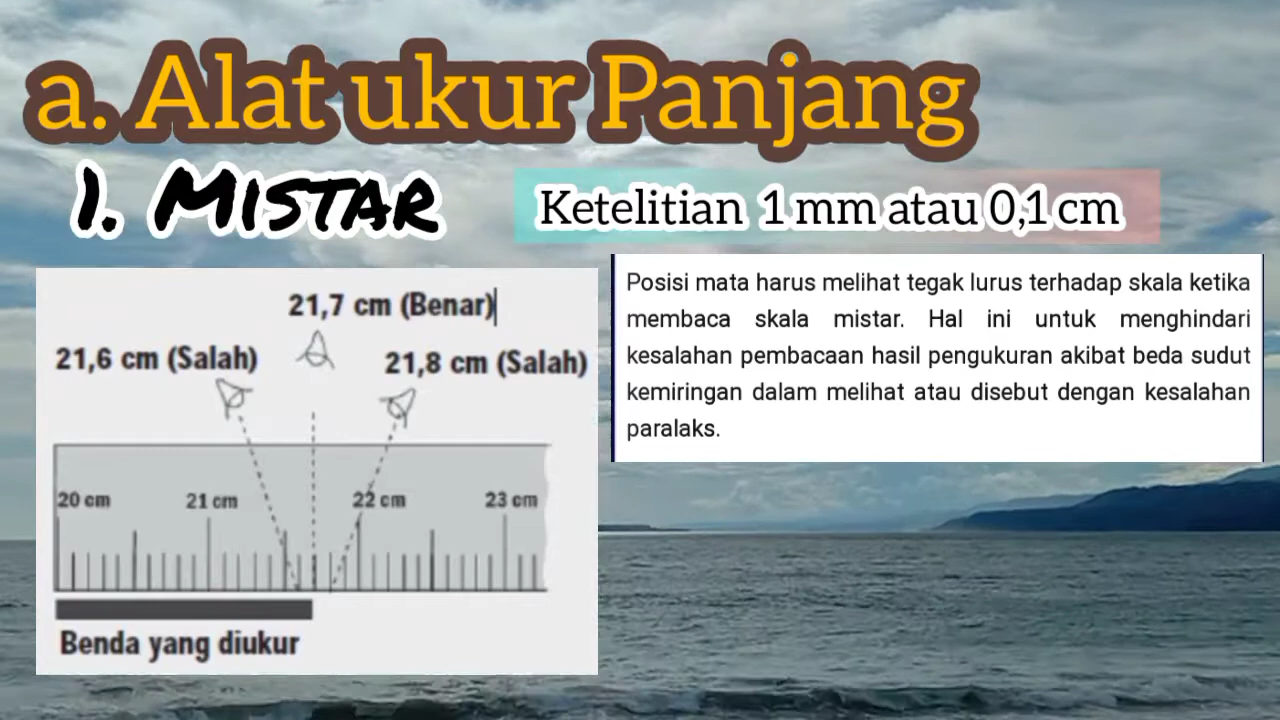 a. Alat ukur Panjang
1. MISTAR
Ketelitian 1 mm atau 0,1 cm
21,7 cm (Benar)
21,6 cm (Salah)
21,8 cm (Salah)
20 cm 21 cm 22 cm 23 cm
Benda yang diukur
Posisi mata harus melihat tegak lurus terhadap skala ketika
membaca skala mistar. Hal ini untuk menghindari
kesalahan pembacaan hasil pengukuran akibat beda sudut
kemiringan dalam melihat atau disebut dengan kesalahan
paralaks.